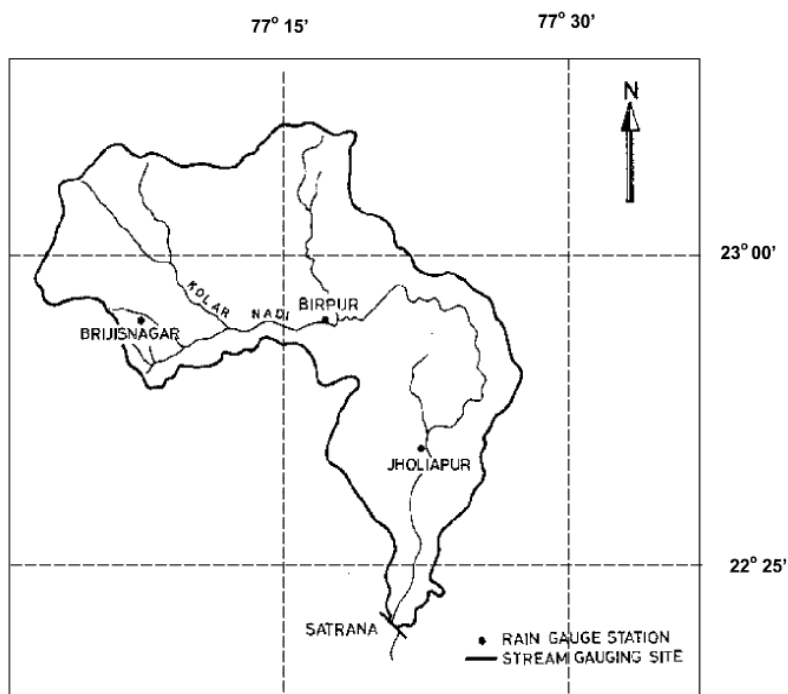 77° 15'
77° 30'
N
23° 00'
KOLAR NADI
BIRPUR
BRIJISNAGAR
JHOLIAPUR
22° 25'
SATRANA
RAIN GAUGE STATION
STREAM GAUGING SITE